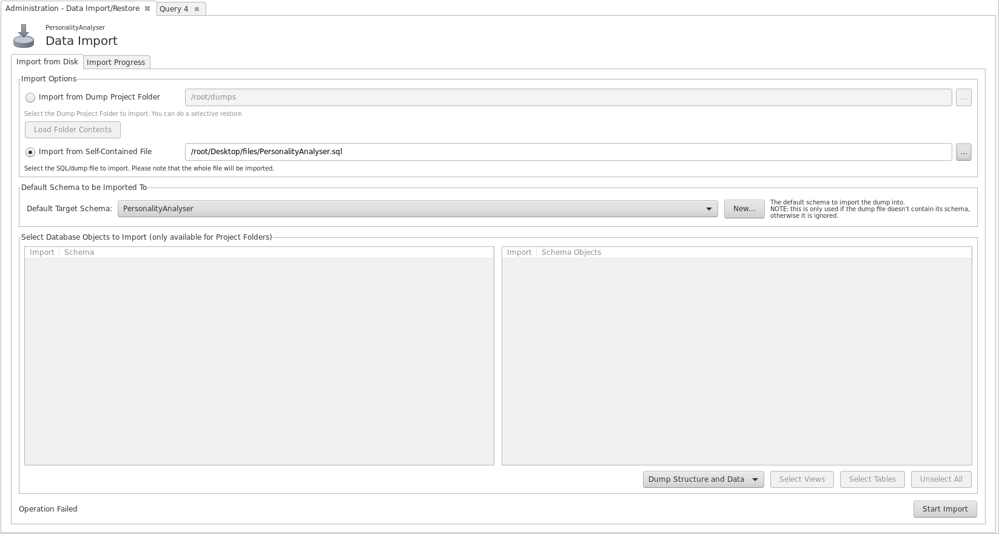 Administration - Data Import/Restore
Query 4
PersonalityAnalyser
Data Import
Import from Disk
Import Progress
Import Options
Import from Dump Project Folder
/root/dumps
...
Select the Dump Project Folder to import. You can do a selective restore.
Load Folder Contents
Import from Self-Contained File
/root/Desktop/files/PersonalityAnalyser.sql
...
Select the SQL/dump file to import. Please note that the whole file will be imported.
Default Schema to be Imported To
Default Target Schema:
PersonalityAnalyser
New...
The default schema to import the dump into.
NOTE: this is only used if the dump file doesn't contain its schema,
otherwise it is ignored.
Select Database Objects to Import (only available for Project Folders)
Import
Schema
Import
Schema Objects
Dump Structure and Data
Select Views
Select Tables
Unselect All
Operation Failed
Start Import